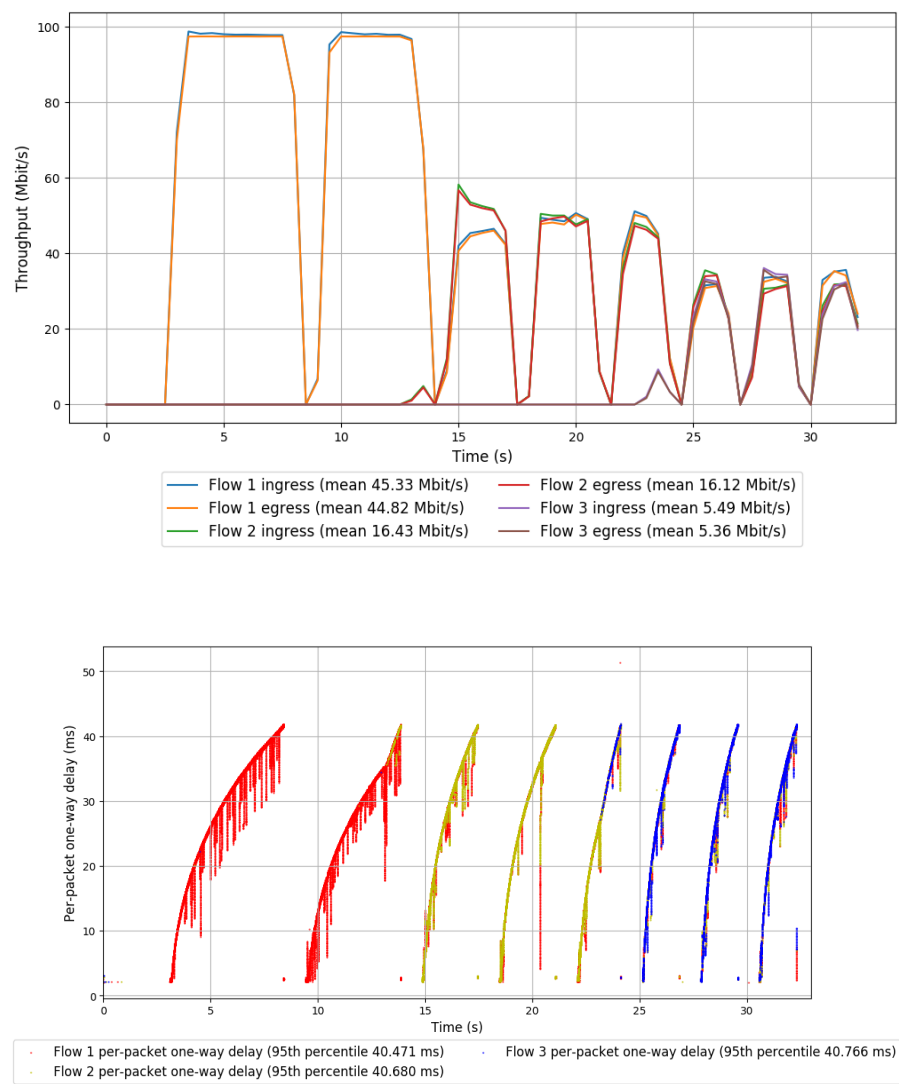 100
80
60
40
20
0
Throughput (Mbit/s)
0 5 10 15 20 25 30
Time (s)
Flow 1 ingress (mean 45.33 Mbit/s)
Flow 1 egress (mean 44.82 Mbit/s)
Flow 2 ingress (mean 16.43 Mbit/s)
Flow 2 egress (mean 16.12 Mbit/s)
Flow 3 ingress (mean 5.49 Mbit/s)
Flow 3 egress (mean 5.36 Mbit/s)
50
40
30
20
10
0
Per-packet one-way delay (ms)
0 5 10 15 20 25 30
Time (s)
Flow 1 per-packet one-way delay (95th percentile 40.471 ms)
Flow 2 per-packet one-way delay (95th percentile 40.680 ms)
Flow 3 per-packet one-way delay (95th percentile 40.766 ms)